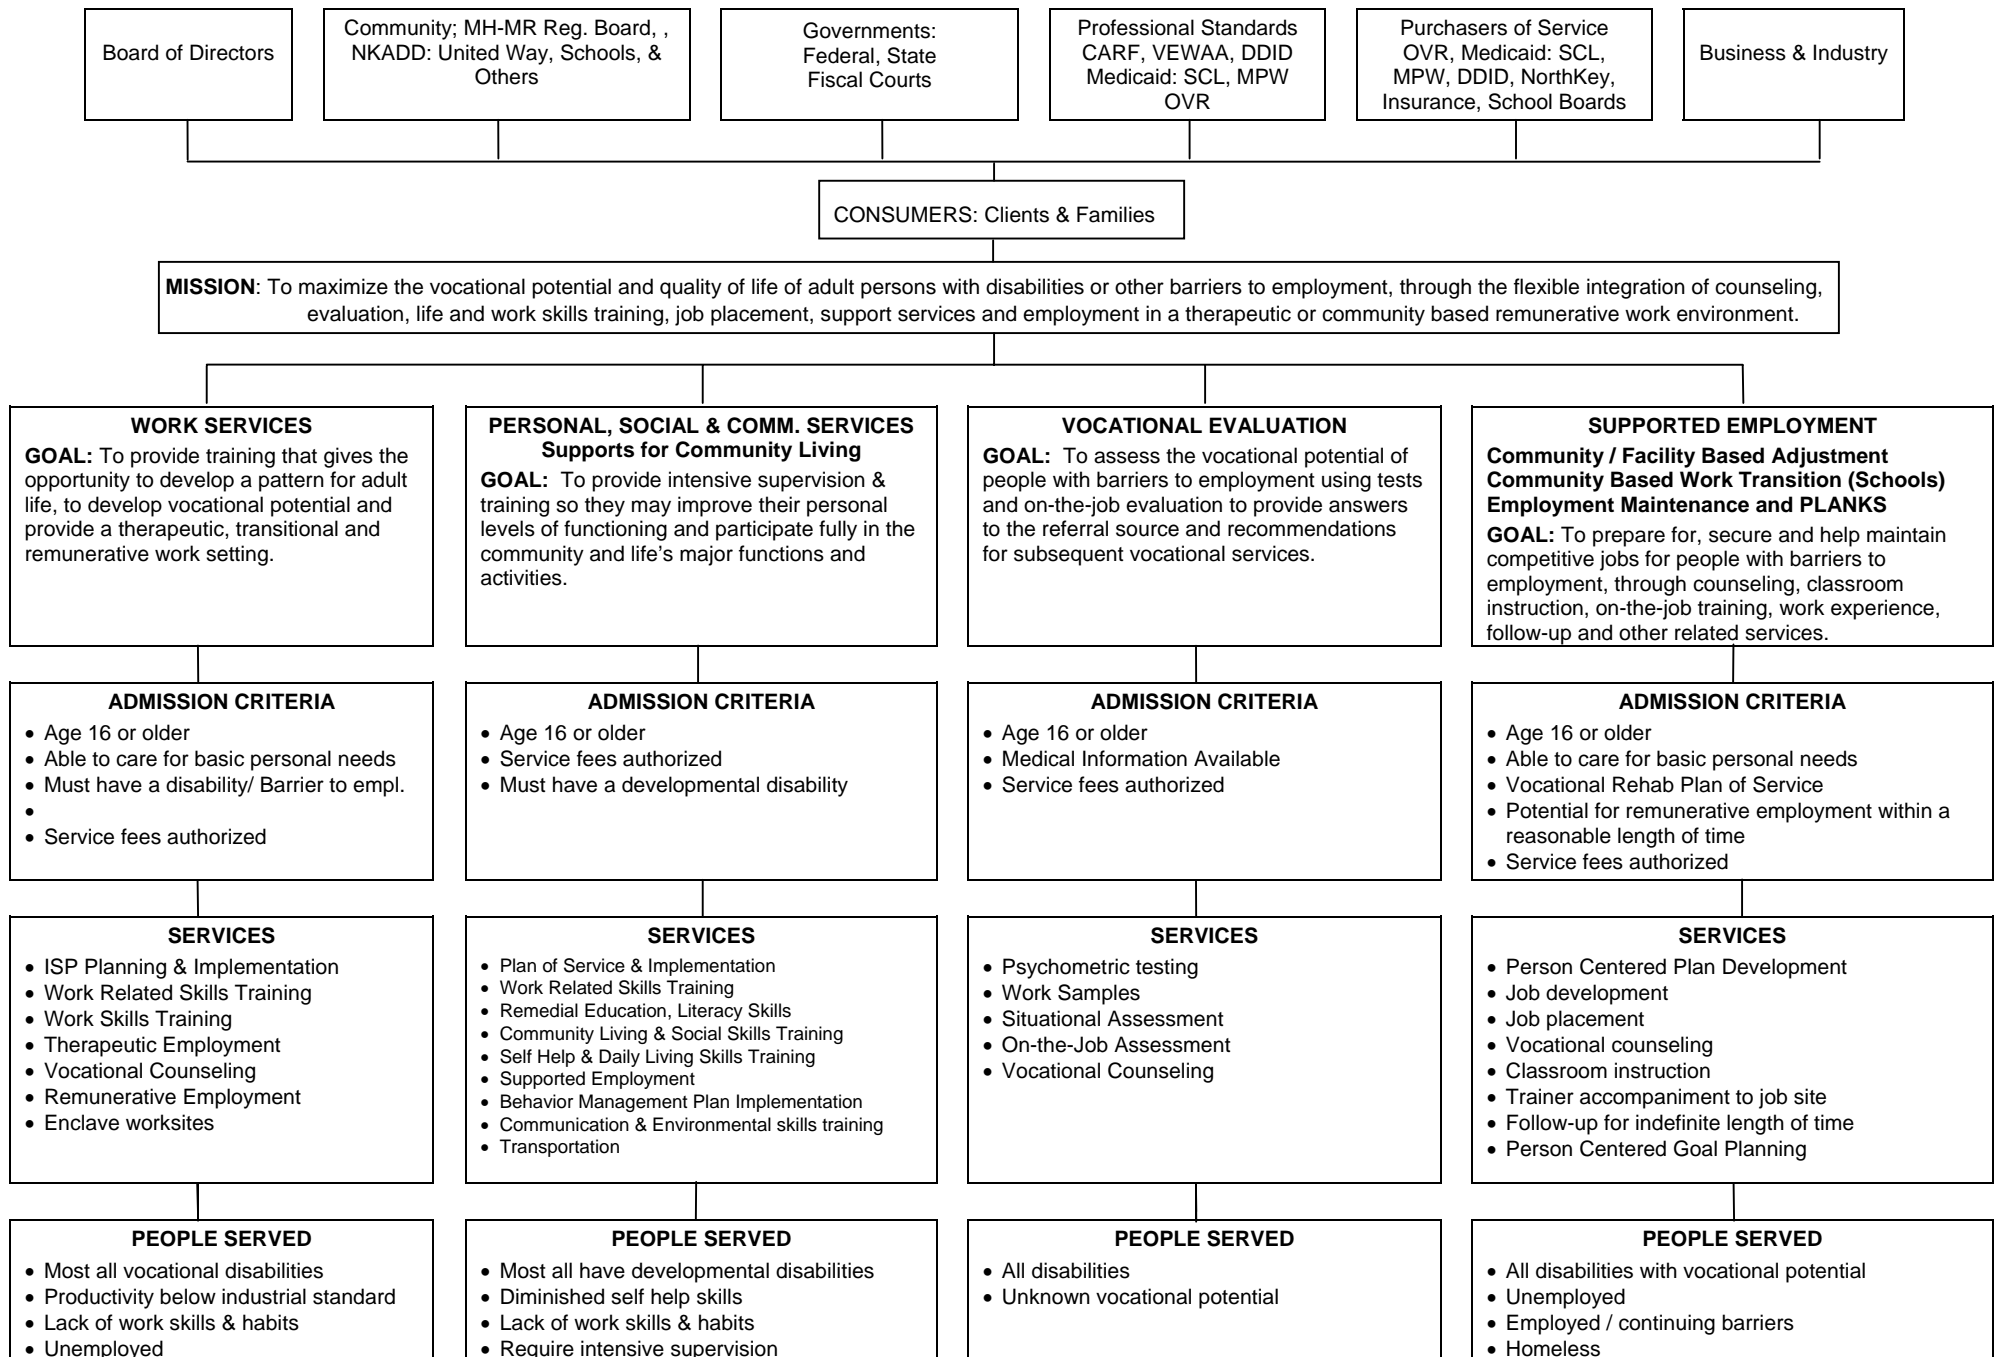 Board of Directors
Community; MH-MR Reg. Board, ,
NKADD: United Way, Schools, &
Others
Governments:
Federal, State
Fiscal Courts
Professional Standards
CARF, VEWAA, DDID
Medicaid: SCL, MPW
OVR
Purchasers of Service
OVR, Medicaid: SCL,
MPW, DDID, NorthKey,
Insurance, School Boards
Business & Industry
CONSUMERS: Clients & Families
MISSION: To maximize the vocational potential and quality of life of adult persons with disabilities or other barriers to employment, through the flexible integration of counseling,
evaluation, life and work skills training, job placement, support services and employment in a therapeutic or community based remunerative work environment.
WORK SERVICES
GOAL: To provide training that gives the
opportunity to develop a pattern for adult
life, to develop vocational potential and
provide a therapeutic, transitional and
remunerative work setting.
PERSONAL, SOCIAL & COMM. SERVICES
Supports for Community Living
GOAL: To provide intensive supervision &
training so they may improve their personal
levels of functioning and participate fully in the
community and life’s major functions and
activities.
VOCATIONAL EVALUATION
GOAL: To assess the vocational potential of
people with barriers to employment using tests
and on-the-job evaluation to provide answers
to the referral source and recommendations
for subsequent vocational services.
SUPPORTED EMPLOYMENT
Community / Facility Based Adjustment
Community Based Work Transition (Schools)
Employment Maintenance and PLANKS
GOAL: To prepare for, secure and help maintain
competitive jobs for people with barriers to
employment, through counseling, classroom
instruction, on-the-job training, work experience,
follow-up and other related services.
ADMISSION CRITERIA
• Age 16 or older
• Able to care for basic personal needs
• Must have a disability/ Barrier to empl.
•
• Service fees authorized
ADMISSION CRITERIA
• Age 16 or older
• Service fees authorized
• Must have a developmental disability
ADMISSION CRITERIA
• Age 16 or older
• Medical Information Available
• Service fees authorized
ADMISSION CRITERIA
• Age 16 or older
• Able to care for basic personal needs
• Vocational Rehab Plan of Service
• Potential for remunerative employment within a
reasonable length of time
• Service fees authorized
SERVICES
• ISP Planning & Implementation
• Work Related Skills Training
• Work Skills Training
• Therapeutic Employment
• Vocational Counseling
• Remunerative Employment
• Enclave worksites
SERVICES
• Plan of Service & Implementation
• Work Related Skills Training
• Remedial Education, Literacy Skills
• Community Living & Social Skills Training
• Self Help & Daily Living Skills Training
• Supported Employment
• Behavior Management Plan Implementation
• Communication & Environmental skills training
• Transportation
SERVICES
• Psychometric testing
• Work Samples
• Situational Assessment
• On-the-Job Assessment
• Vocational Counseling
SERVICES
• Person Centered Plan Development
• Job development
• Job placement
• Vocational counseling
• Classroom instruction
• Trainer accompaniment to job site
• Follow-up for indefinite length of time
• Person Centered Goal Planning
PEOPLE SERVED
• Most all vocational disabilities
• Productivity below industrial standard
• Lack of work skills & habits
• Unemployed
PEOPLE SERVED
• Most all have developmental disabilities
• Diminished self help skills
• Lack of work skills & habits
• Require intensive supervision
PEOPLE SERVED
• All disabilities
• Unknown vocational potential
PEOPLE SERVED
• All disabilities with vocational potential
• Unemployed
• Employed / continuing barriers
• Homeless